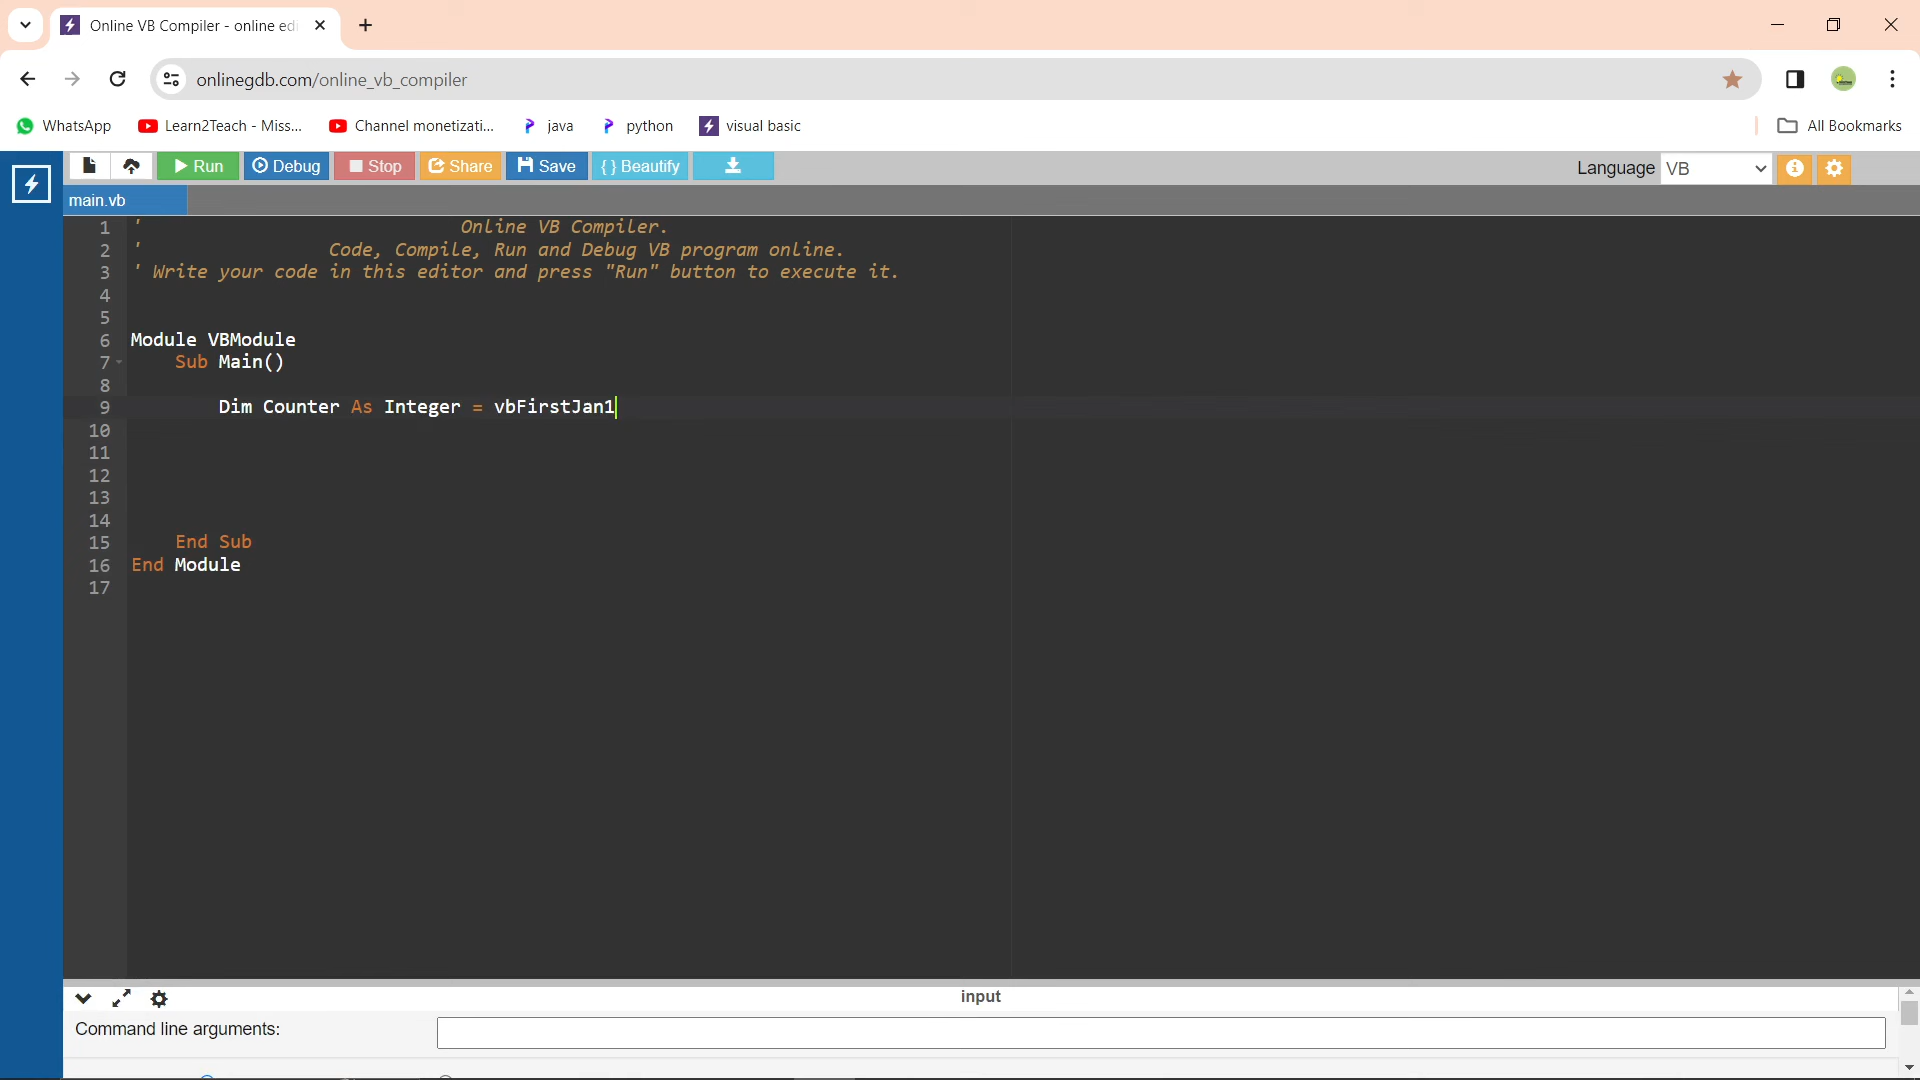 Online VB Compiler - online edi
onlinegdb.com/online_vb_compiler
WhatsApp Learn2Teach - Miss... Channel monetizati... java python visual basic All Bookmarks
Run Debug Stop Share Save { } Beautify Language VB
main.vb
1 ' Online VB Compiler.
2 ' Code, Compile, Run and Debug VB program online.
3 ' Write your code in this editor and press "Run" button to execute it.
4
5
6 Module VBModule
7 Sub Main()
8
9 Dim Counter As Integer = vbFirstJan1
10
11
12
13
14
15 End Sub
16 End Module
17
input
Command line arguments: